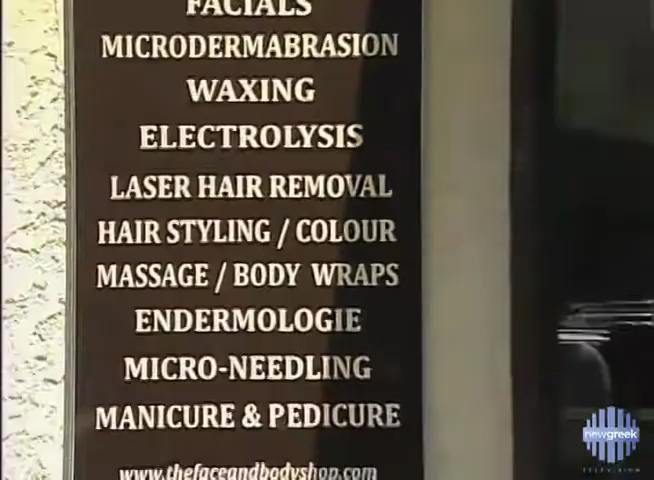 FACIALS
MICRODERMABRASION
WAXING
ELECTROLYSIS
LASER HAIR REMOVAL
HAIR STYLING / COLOUR
MASSAGE / BODY WRAPS
ENDERMOLOGIE
MICRO-NEEDLING
MANICURE & PEDICURE
www.thefaceandbodyshop.com
newgreek
TELEVISION